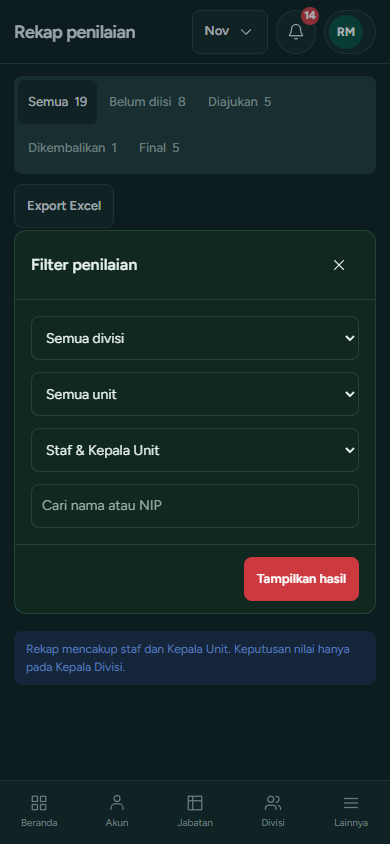 Rekap penilaian
Nov
14
RM
Semua 19
Belum diisi 8
Diajukan 5
Dikembalikan 1
Final 5
Export Excel
Filter penilaian
Semua divisi
Semua unit
Staf & Kepala Unit
Cari nama atau NIP
Tampilkan hasil
Rekap mencakup staf dan Kepala Unit. Keputusan nilai hanya
pada Kepala Divisi.
Beranda
Akun
Jabatan
Divisi
Lainnya